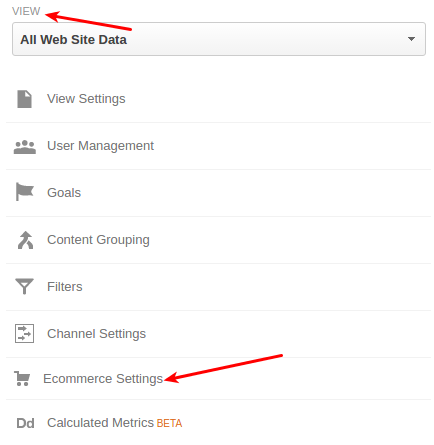 VIEW
All Web Site Data
View Settings
User Management
Goals
Content Grouping
Filters
Channel Settings
Ecommerce Settings
Dd Calculated Metrics BETA